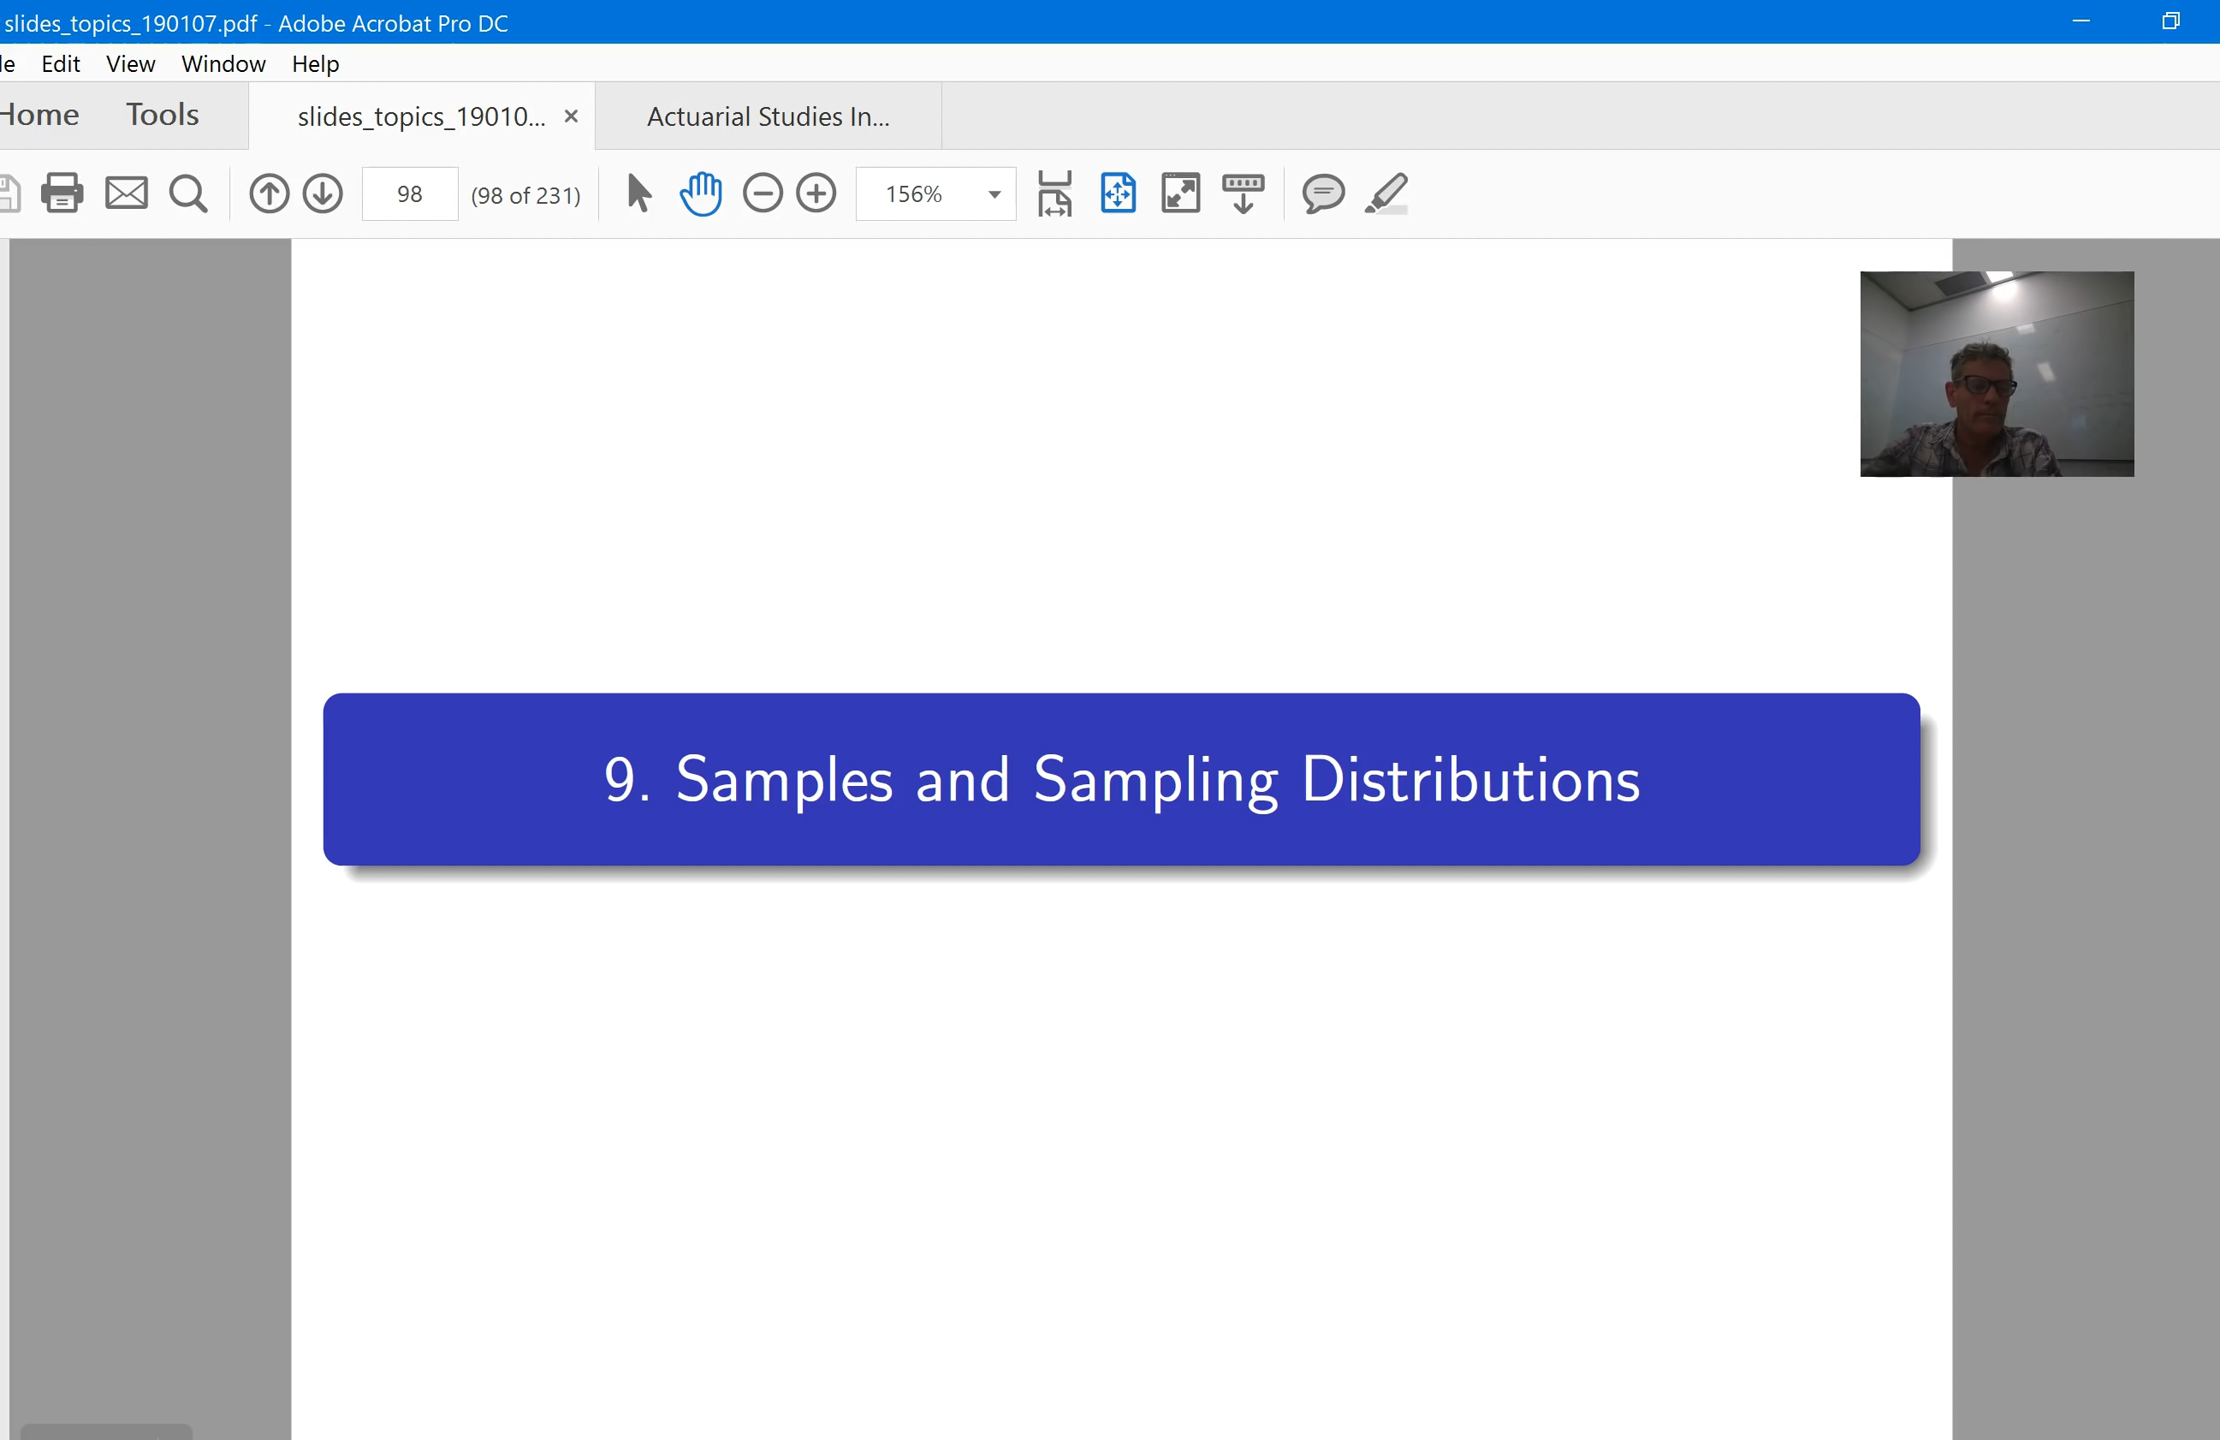 slides_topics_190107.pdf - Adobe Acrobat Pro DC
le Edit View Window Help
Home Tools slides_topics_19010... × Actuarial Studies In...
98 (98 of 231) 156%
9. Samples and Sampling Distributions